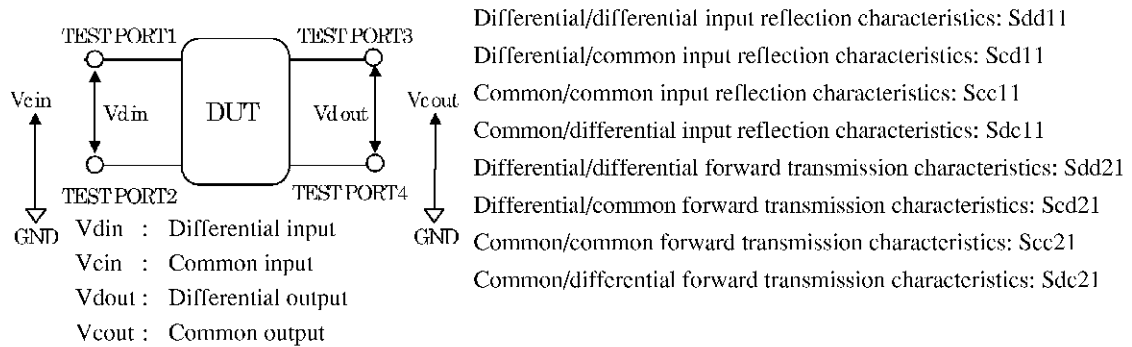 TEST PORT1
TEST PORT3
Vcin
Vdin
DUT
Vdout
Vcout
TEST PORT2
TEST PORT4
GND
GND
Vdin : Differential input
Vcin : Common input
Vdout : Differential output
Vcout : Common output
Differential/differential input reflection characteristics: Sdd11
Differential/common input reflection characteristics: Scd11
Common/common input reflection characteristics: Scc11
Common/differential input reflection characteristics: Sdc11
Differential/differential forward transmission characteristics: Sdd21
Differential/common forward transmission characteristics: Scd21
Common/common forward transmission characteristics: Scc21
Common/differential forward transmission characteristics: Sdc21